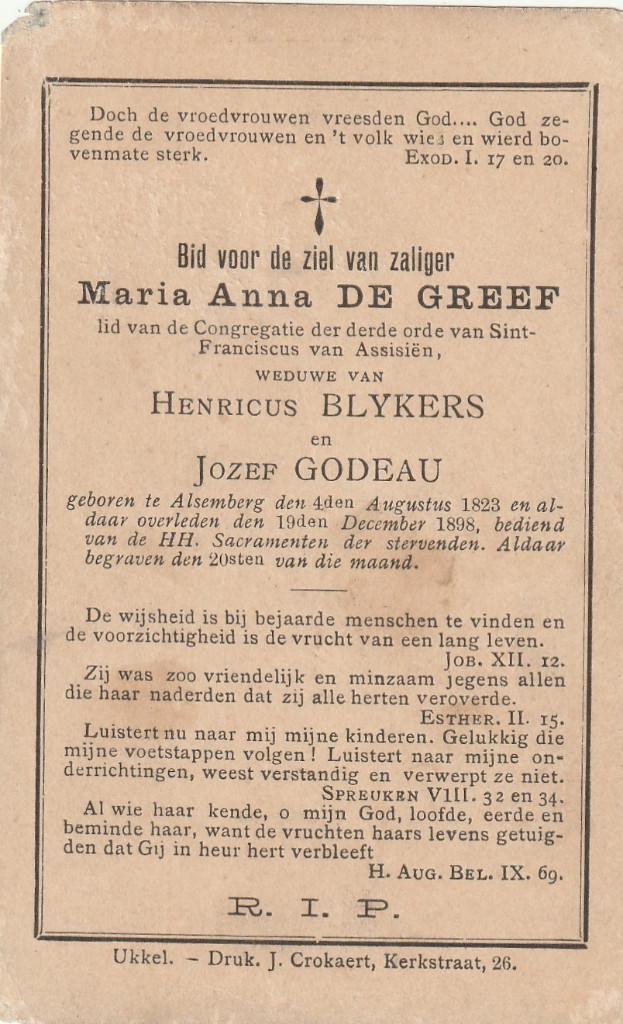 Doch de vroedvrouwen vreesden God.... God ze-
gende de vroedvrouwen en 't volk wies en wierd bo-
venmate sterk. EXOD. I. 17 en 20.
Bid voor de ziel van zaliger
Maria Anna DE GREEF
lid van de Congregatie der derde orde van Sint-
Franciscus van Assisiën,
WEDUWE VAN
HENRICUS BLYKERS
en
JOZEF GODEAU
geboren te Alsemberg den 4den Augustus 1823 en al-
daar overleden den 19den December 1898, bediend
van de HH. Sacramenten der stervenden. Aldaar
begraven den 20sten van die maand.
De wijsheid is bij bejaarde menschen te vinden en
de voorzichtigheid is de vrucht van een lang leven.
JOB. XII. 12.
Zij was zoo vriendelijk en minzaam jegens allen
die haar naderden dat zij alle herten veroverde.
ESTHER. II. 15.
Luistert nu naar mij mijne kinderen. Gelukkig die
mijne voetstappen volgen ! Luistert naar mijne on-
derrichtingen, weest verstandig en verwerpt ze niet.
SPREUKEN VIII. 32 en 34.
Al wie haar kende, o mijn God, loofde, eerde en
beminde haar, want de vruchten haars levens getuig-
den dat Gij in heur hert verbleeft
H. AUG. BEL. IX. 69.
R. I. P.
Ukkel. – Druk. J. Crokaert, Kerkstraat, 26.